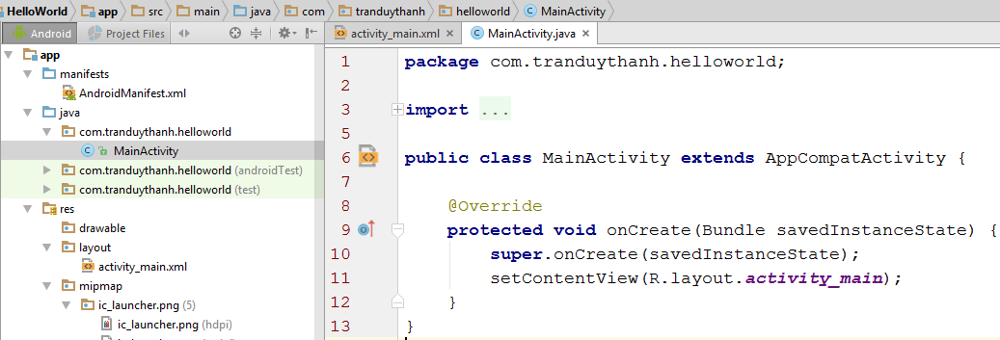 HelloWorld app src main java com tranduythanh helloworld MainActivity
Android Project Files
app
manifests
AndroidManifest.xml
java
com.tranduythanh.helloworld
MainActivity
com.tranduythanh.helloworld (androidTest)
com.tranduythanh.helloworld (test)
res
drawable
layout
activity_main.xml
mipmap
ic_launcher.png (5)
ic_launcher.png (hdpi)
activity_main.xml MainActivity.java
1 package com.tranduythanh.helloworld;
2
3 import ...
5
6 public class MainActivity extends AppCompatActivity {
7
8 @Override
9 protected void onCreate(Bundle savedInstanceState) {
10 super.onCreate(savedInstanceState);
11 setContentView(R.layout.activity_main);
12 }
13 }